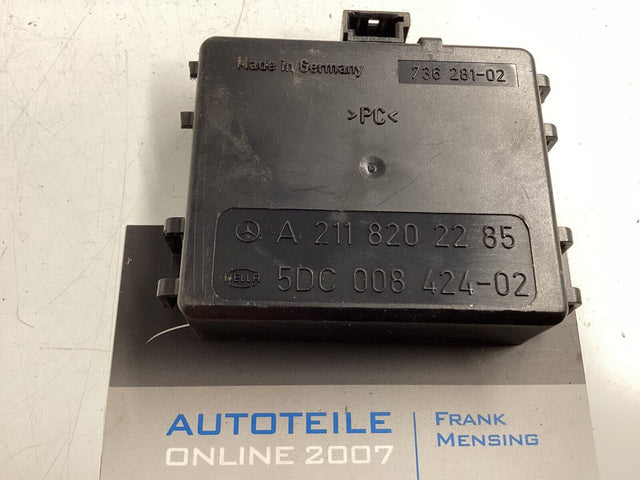 Made in Germany
736 281-02
>PC<
A 211 820 22 85
HELLA 5DC 008 424-02
AUTOTEILE
ONLINE 2007
FRANK
MENSING